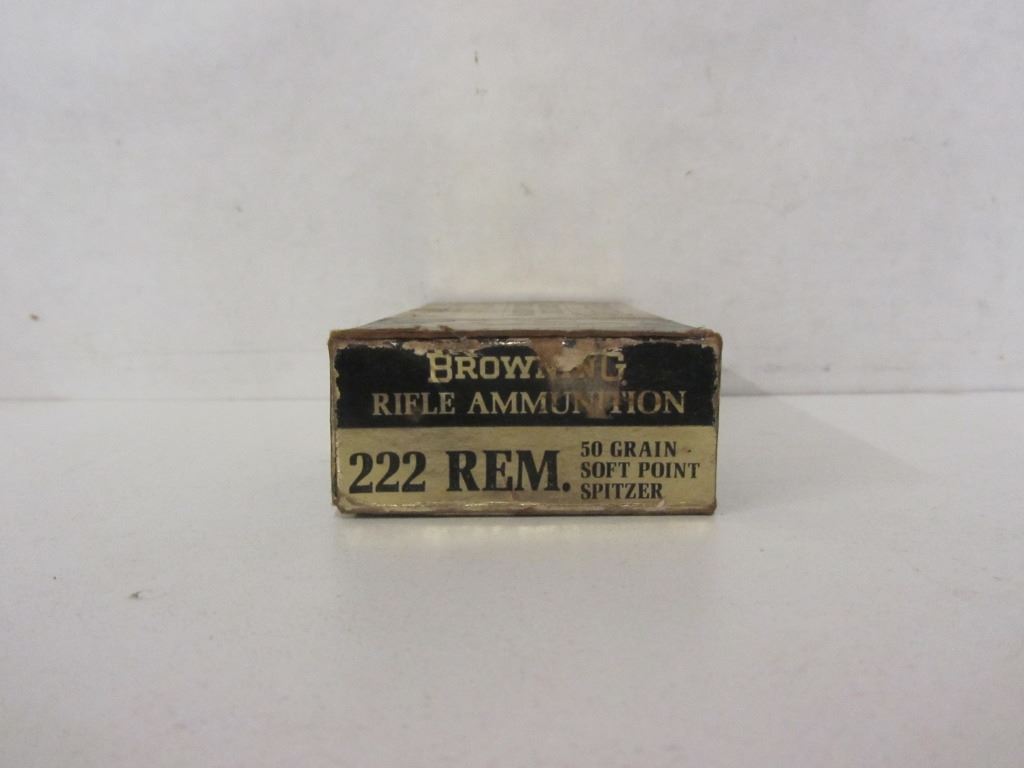 BROWNING
RIFLE AMMUNITION
222 REM.
50 GRAIN
SOFT POINT
SPITZER